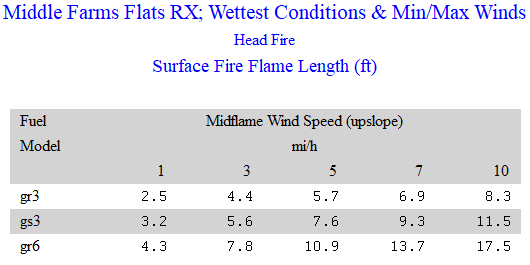 Middle Farms Flats RX; Wettest Conditions & Min/Max Winds
Head Fire
Surface Fire Flame Length (ft)
Fuel Midflame Wind Speed (upslope)
Model mi/h
1 3 5 7 10
gr3 2.5 4.4 5.7 6.9 8.3
gs3 3.2 5.6 7.6 9.3 11.5
gr6 4.3 7.8 10.9 13.7 17.5